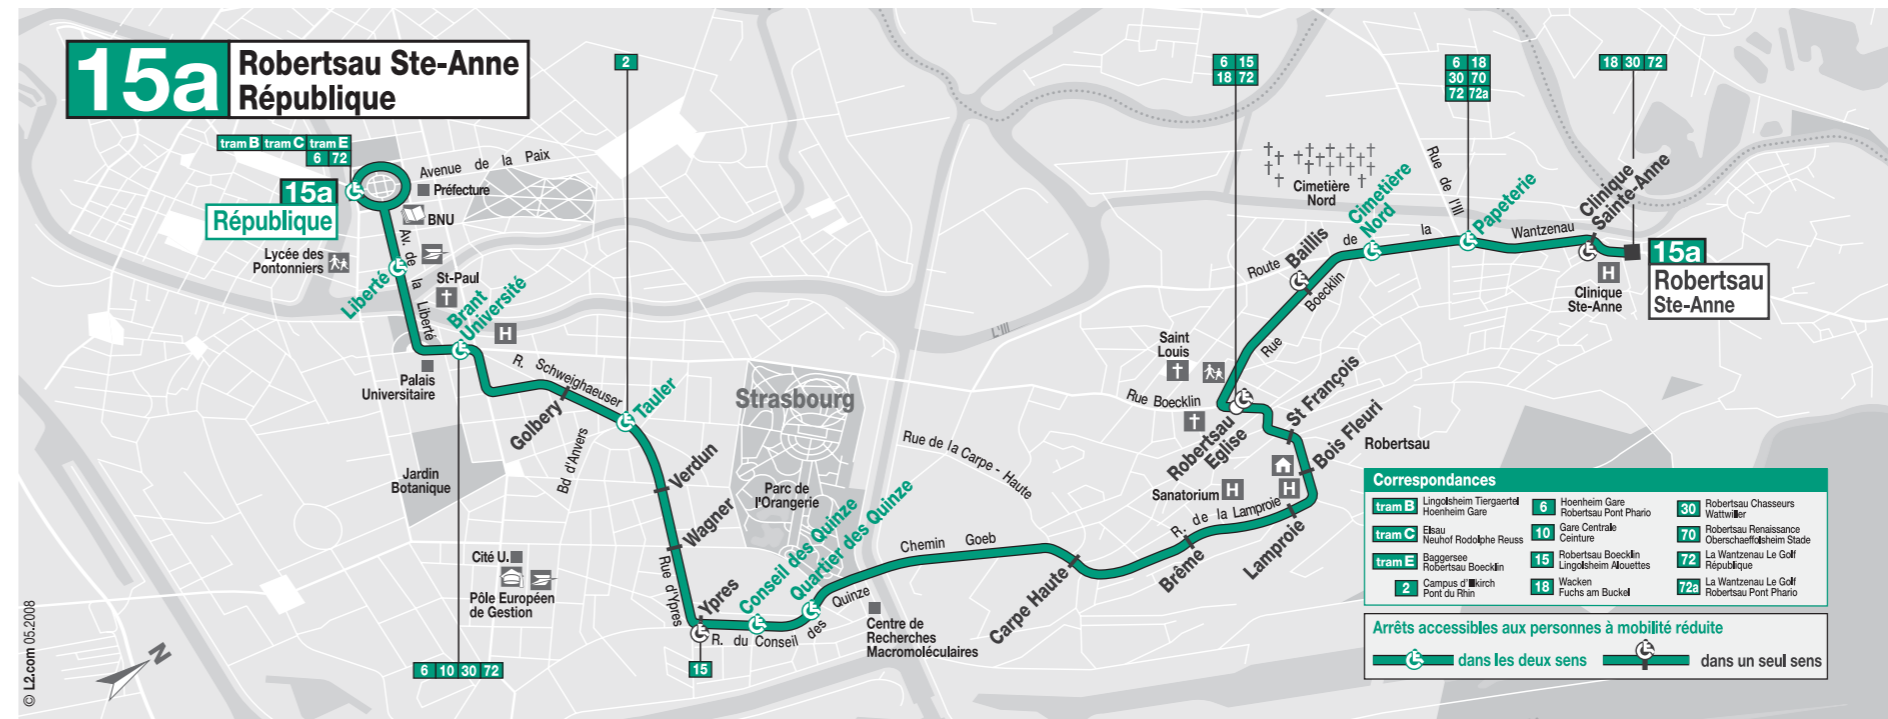 15a
Robertsau Ste-Anne
République
tram B tram C tram E
6 72
15a
République
Avenue de la Paix
Préfecture
BNU
Lycée des
Pontonniers
Av. de la Liberté
Liberté
St-Paul
Brant
Université
Palais
Universitaire
R. Schweighaeuser
Golbery
Tauler
2
Bd d'Anvers
Jardin
Botanique
Verdun
Wagner
Rue d'Ypres
Cité U.
Pôle Européen
de Gestion
6 10 30 72
Ypres
15
Strasbourg
Parc de
l'Orangerie
Conseil des Quinze
Quartier des Quinze
R. du Conseil des Quinze
Centre de
Recherches
Macromoléculaires
Chemin Goeb
Rue de la Carpe - Haute
Carpe Haute
Brême
R. de la Lamproie
Lamproie
Sanatorium
H
H
H
Bois Fleuri
St François
Robertsau
Robertsau
Eglise
Rue Boecklin
Saint
Louis
6 15
18 72
L'Ill
Rue Boecklin
Baillis
Route de la Wantzenau
Cimetière
Nord
Cimetière
Nord
Rue de l'Ill
6 18
30 70
72 72a
Papeterie
Clinique
Sainte-Anne
18 30 72
H
Clinique
Ste-Anne
15a
Robertsau
Ste-Anne
Correspondances
tram B Lingolsheim Tiergaertel
Hoenheim Gare
tram C Elsau
Neuhof Rodolphe Reuss
tram E Baggersee
Robertsau Boecklin
2 Campus d'Illkirch
Pont du Rhin
6 Hoenheim Gare
Robertsau Pont Phario
10 Gare Centrale
Ceinture
15 Robertsau Boecklin
Lingolsheim Alouettes
18 Wacken
Fuchs am Buckel
30 Robertsau Chasseurs
Wattwiller
70 Robertsau Renaissance
Oberschaeffolsheim Stade
72 La Wantzenau Le Golf
République
72a La Wantzenau Le Golf
Robertsau Pont Phario
Arrêts accessibles aux personnes à mobilité réduite
dans les deux sens
dans un seul sens
N
© L2.com 05.2008